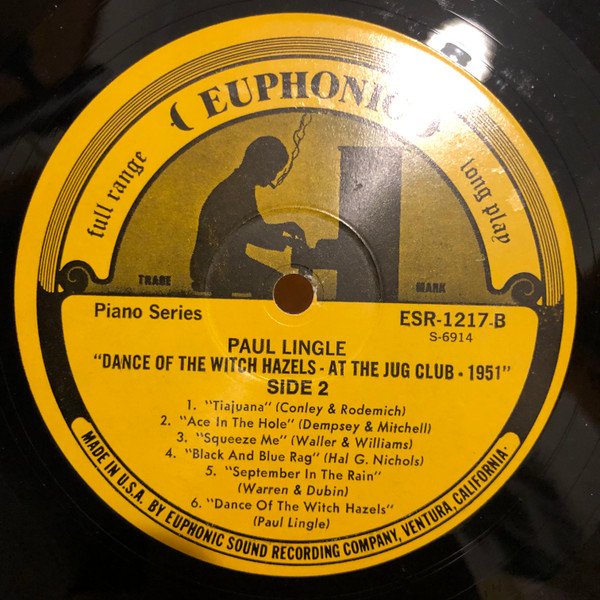 EUPHONIC
full range
long play
TRADE MARK
Piano Series
ESR-1217-B
S-6914
PAUL LINGLE
"DANCE OF THE WITCH HAZELS - AT THE JUG CLUB - 1951"
SIDE 2
1. "Tiajuana" (Conley & Rodemich)
2. "Ace In The Hole" (Dempsey & Mitchell)
3. "Squeeze Me" (Waller & Williams)
4. "Black And Blue Rag" (Hal G. Nichols)
5. "September In The Rain"
(Warren & Dubin)
6. "Dance Of The Witch Hazels"
(Paul Lingle)
MADE IN U.S.A. BY EUPHONIC SOUND RECORDING COMPANY, VENTURA, CALIFORNIA